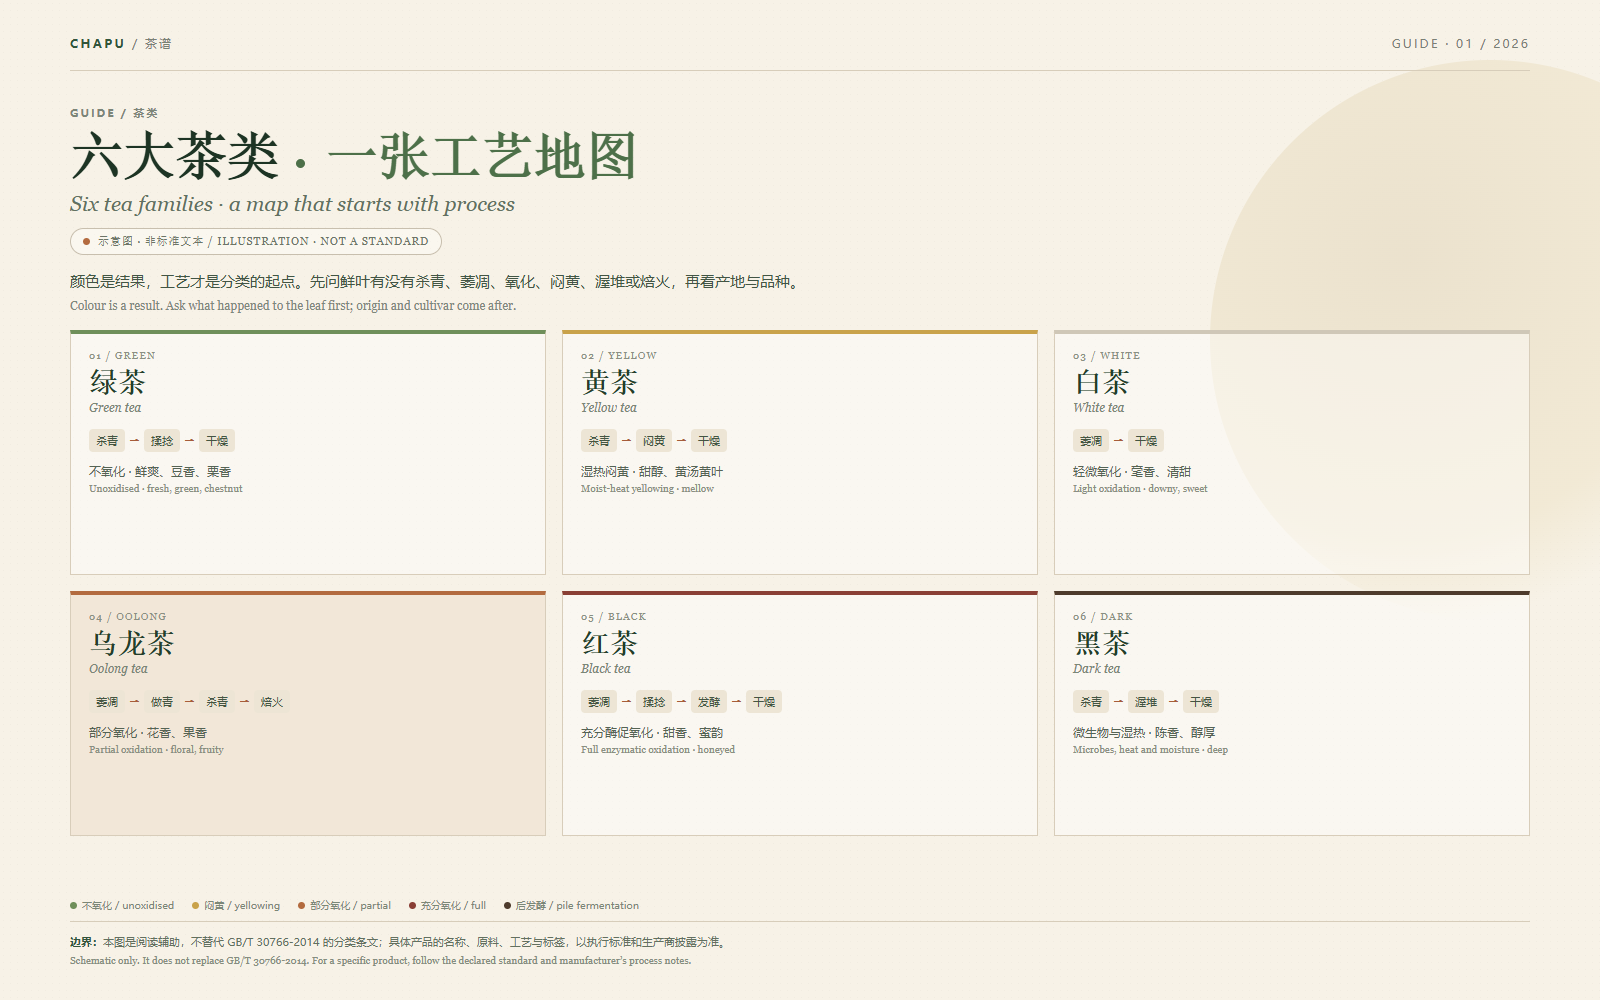 CHAPU / 茶谱
GUIDE · 01 / 2026
GUIDE / 茶类
六大茶类 · 一张工艺地图
Six tea families · a map that starts with process
示意图 · 非标准文本 / ILLUSTRATION · NOT A STANDARD
颜色是结果，工艺才是分类的起点。先问鲜叶有没有杀青、萎凋、氧化、闷黄、渥堆或焙火，再看产地与品种。
Colour is a result. Ask what happened to the leaf first; origin and cultivar come after.
01 / GREEN
绿茶
Green tea
杀青 → 揉捻 → 干燥
不氧化 · 鲜爽、豆香、栗香
Unoxidised · fresh, green, chestnut
02 / YELLOW
黄茶
Yellow tea
杀青 → 闷黄 → 干燥
湿热闷黄 · 甜醇、黄汤黄叶
Moist-heat yellowing · mellow
03 / WHITE
白茶
White tea
萎凋 → 干燥
轻微氧化 · 毫香、清甜
Light oxidation · downy, sweet
04 / OOLONG
乌龙茶
Oolong tea
萎凋 → 做青 → 杀青 → 焙火
部分氧化 · 花香、果香
Partial oxidation · floral, fruity
05 / BLACK
红茶
Black tea
萎凋 → 揉捻 → 发酵 → 干燥
充分酶促氧化 · 甜香、蜜韵
Full enzymatic oxidation · honeyed
06 / DARK
黑茶
Dark tea
杀青 → 渥堆 → 干燥
微生物与湿热 · 陈香、醇厚
Microbes, heat and moisture · deep
不氧化 / unoxidised
闷黄 / yellowing
部分氧化 / partial
充分氧化 / full
后发酵 / pile fermentation
边界：本图是阅读辅助，不替代 GB/T 30766-2014 的分类条文；具体产品的名称、原料、工艺与标签，以执行标准和生产商披露为准。
Schematic only. It does not replace GB/T 30766-2014. For a specific product, follow the declared standard and manufacturer's process notes.